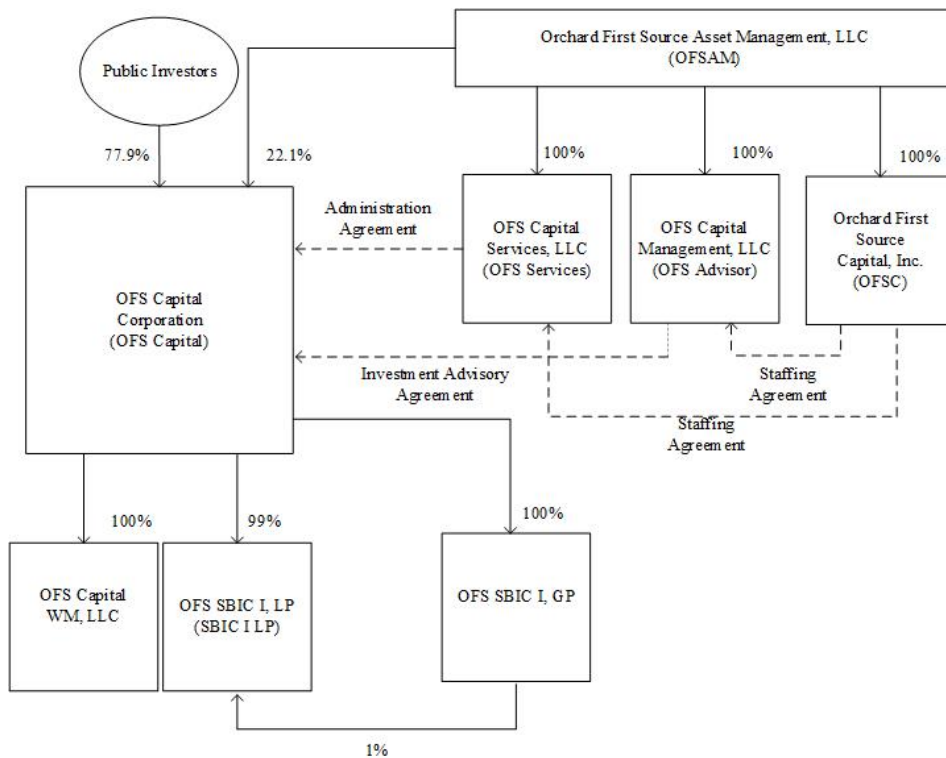 Public Investors
Orchard First Source Asset Management, LLC
(OFSAM)
77.9%
22.1%
100%
100%
100%
Administration
Agreement
OFS Capital
Services, LLC
(OFS Services)
OFS Capital
Management, LLC
(OFS Advisor)
Orchard First
Source
Capital, Inc.
(OFSC)
OFS Capital
Corporation
(OFS Capital)
Investment Advisory
Agreement
Staffing
Agreement
Staffing
Agreement
100%
99%
100%
OFS Capital
WM, LLC
OFS SBIC I, LP
(SBIC I LP)
OFS SBIC I, GP
1%